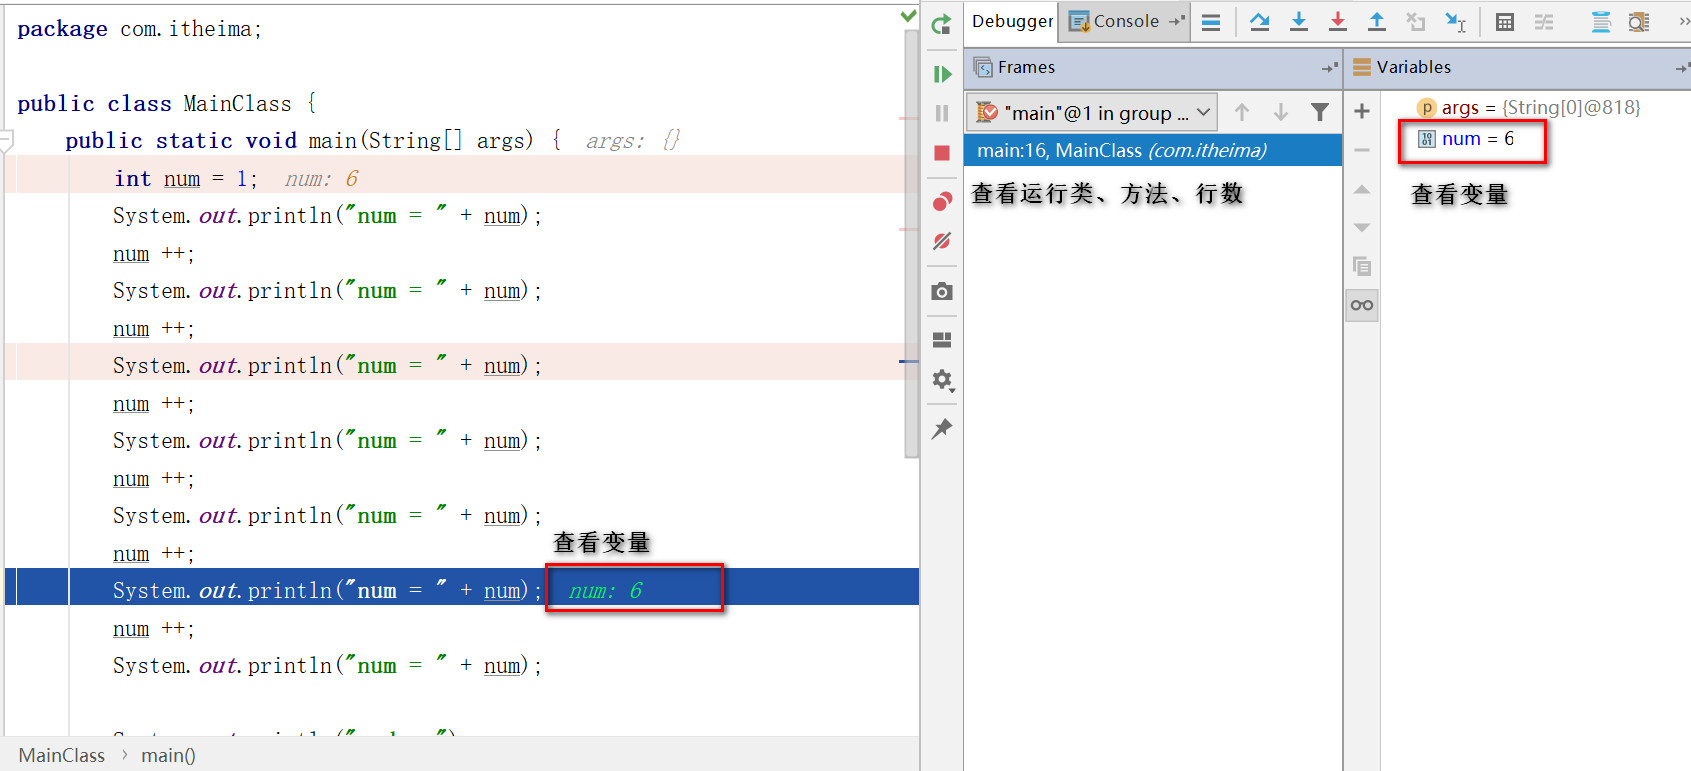 package com.itheima;
public class MainClass {
public static void main(String[] args) { args: {}
int num = 1; num: 6
System.out.println("num = " + num);
num ++;
System.out.println("num = " + num);
num ++;
System.out.println("num = " + num);
num ++;
System.out.println("num = " + num);
num ++;
System.out.println("num = " + num);
查看变量
num ++;
System.out.println("num = " + num); num: 6
num ++;
System.out.println("num = " + num);
MainClass › main()
Debugger Console
Frames
"main"@1 in group ...
main:16, MainClass (com.itheima)
查看运行类、方法、行数
Variables
args = {String[0]@818}
num = 6
查看变量